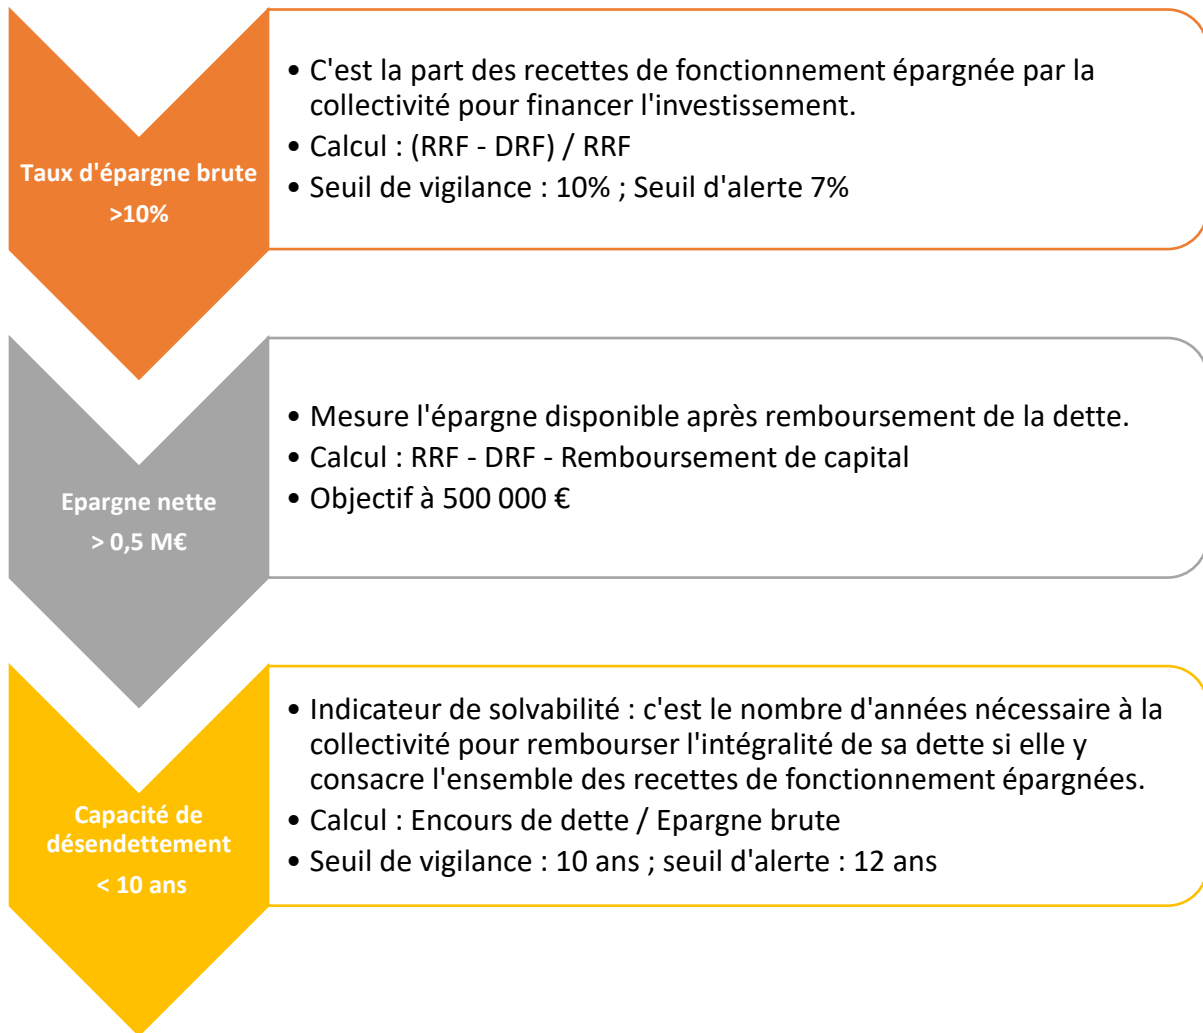 Taux d'épargne brute
>10%
• C'est la part des recettes de fonctionnement épargnée par la
collectivité pour financer l'investissement.
• Calcul : (RRF - DRF) / RRF
• Seuil de vigilance : 10% ; Seuil d'alerte 7%
Epargne nette
> 0,5 M€
• Mesure l'épargne disponible après remboursement de la dette.
• Calcul : RRF - DRF - Remboursement de capital
• Objectif à 500 000 €
Capacité de
désendettement
< 10 ans
• Indicateur de solvabilité : c'est le nombre d'années nécessaire à la
collectivité pour rembourser l'intégralité de sa dette si elle y
consacre l'ensemble des recettes de fonctionnement épargnées.
• Calcul : Encours de dette / Epargne brute
• Seuil de vigilance : 10 ans ; seuil d'alerte : 12 ans